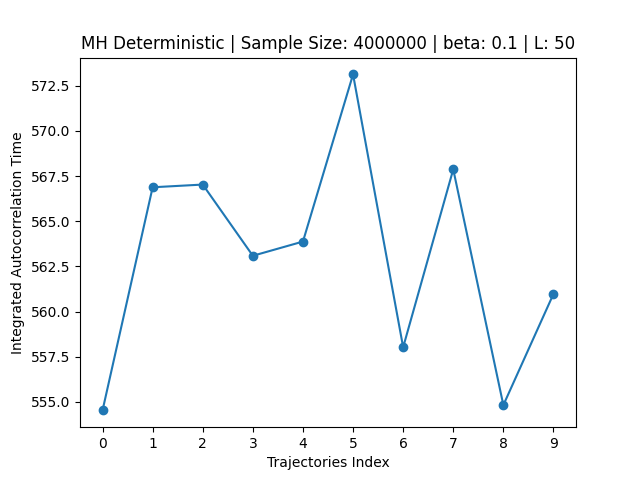 MH Deterministic | Sample Size: 4000000 | beta: 0.1 | L: 50
572.5
570.0
567.5
565.0
562.5
560.0
557.5
555.0
Integrated Autocorrelation Time
0 1 2 3 4 5 6 7 8 9
Trajectories Index